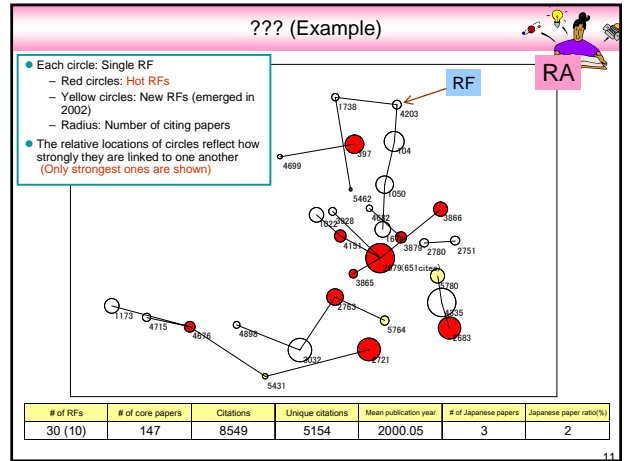 ??? (Example)
Each circle: Single RF
– Red circles: Hot RFs
– Yellow circles: New RFs (emerged in
2002)
– Radius: Number of citing papers
The relative locations of circles reflect how
strongly they are linked to one another
(Only strongest ones are shown)
RF
RA
1738
4203
397
104
4699
5462
1050
3866
1022
3928
4682
4151
3879
2780
2751
2679(651cites)
3865
5780
4335
2763
1173
4715
4676
4898
5764
2683
3032
2721
5431
# of RFs
# of core papers
Citations
Unique citations
Mean publication year
# of Japanese papers
Japanese paper ratio(%)
30 (10)
147
8549
5154
2000.05
3
2
11